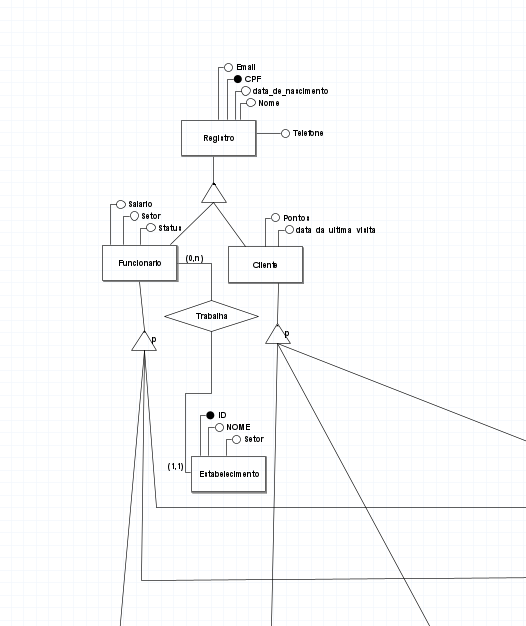 Email
CPF
data_de_nascimento
Nome
Telefone
Registro
Salario
Setor
Status
Pontos
data da ultima visita
Funcionario
(0,n)
Cliente
Trabalha
p
p
ID
NOME
Setor
(1,1)
Estabelecimento